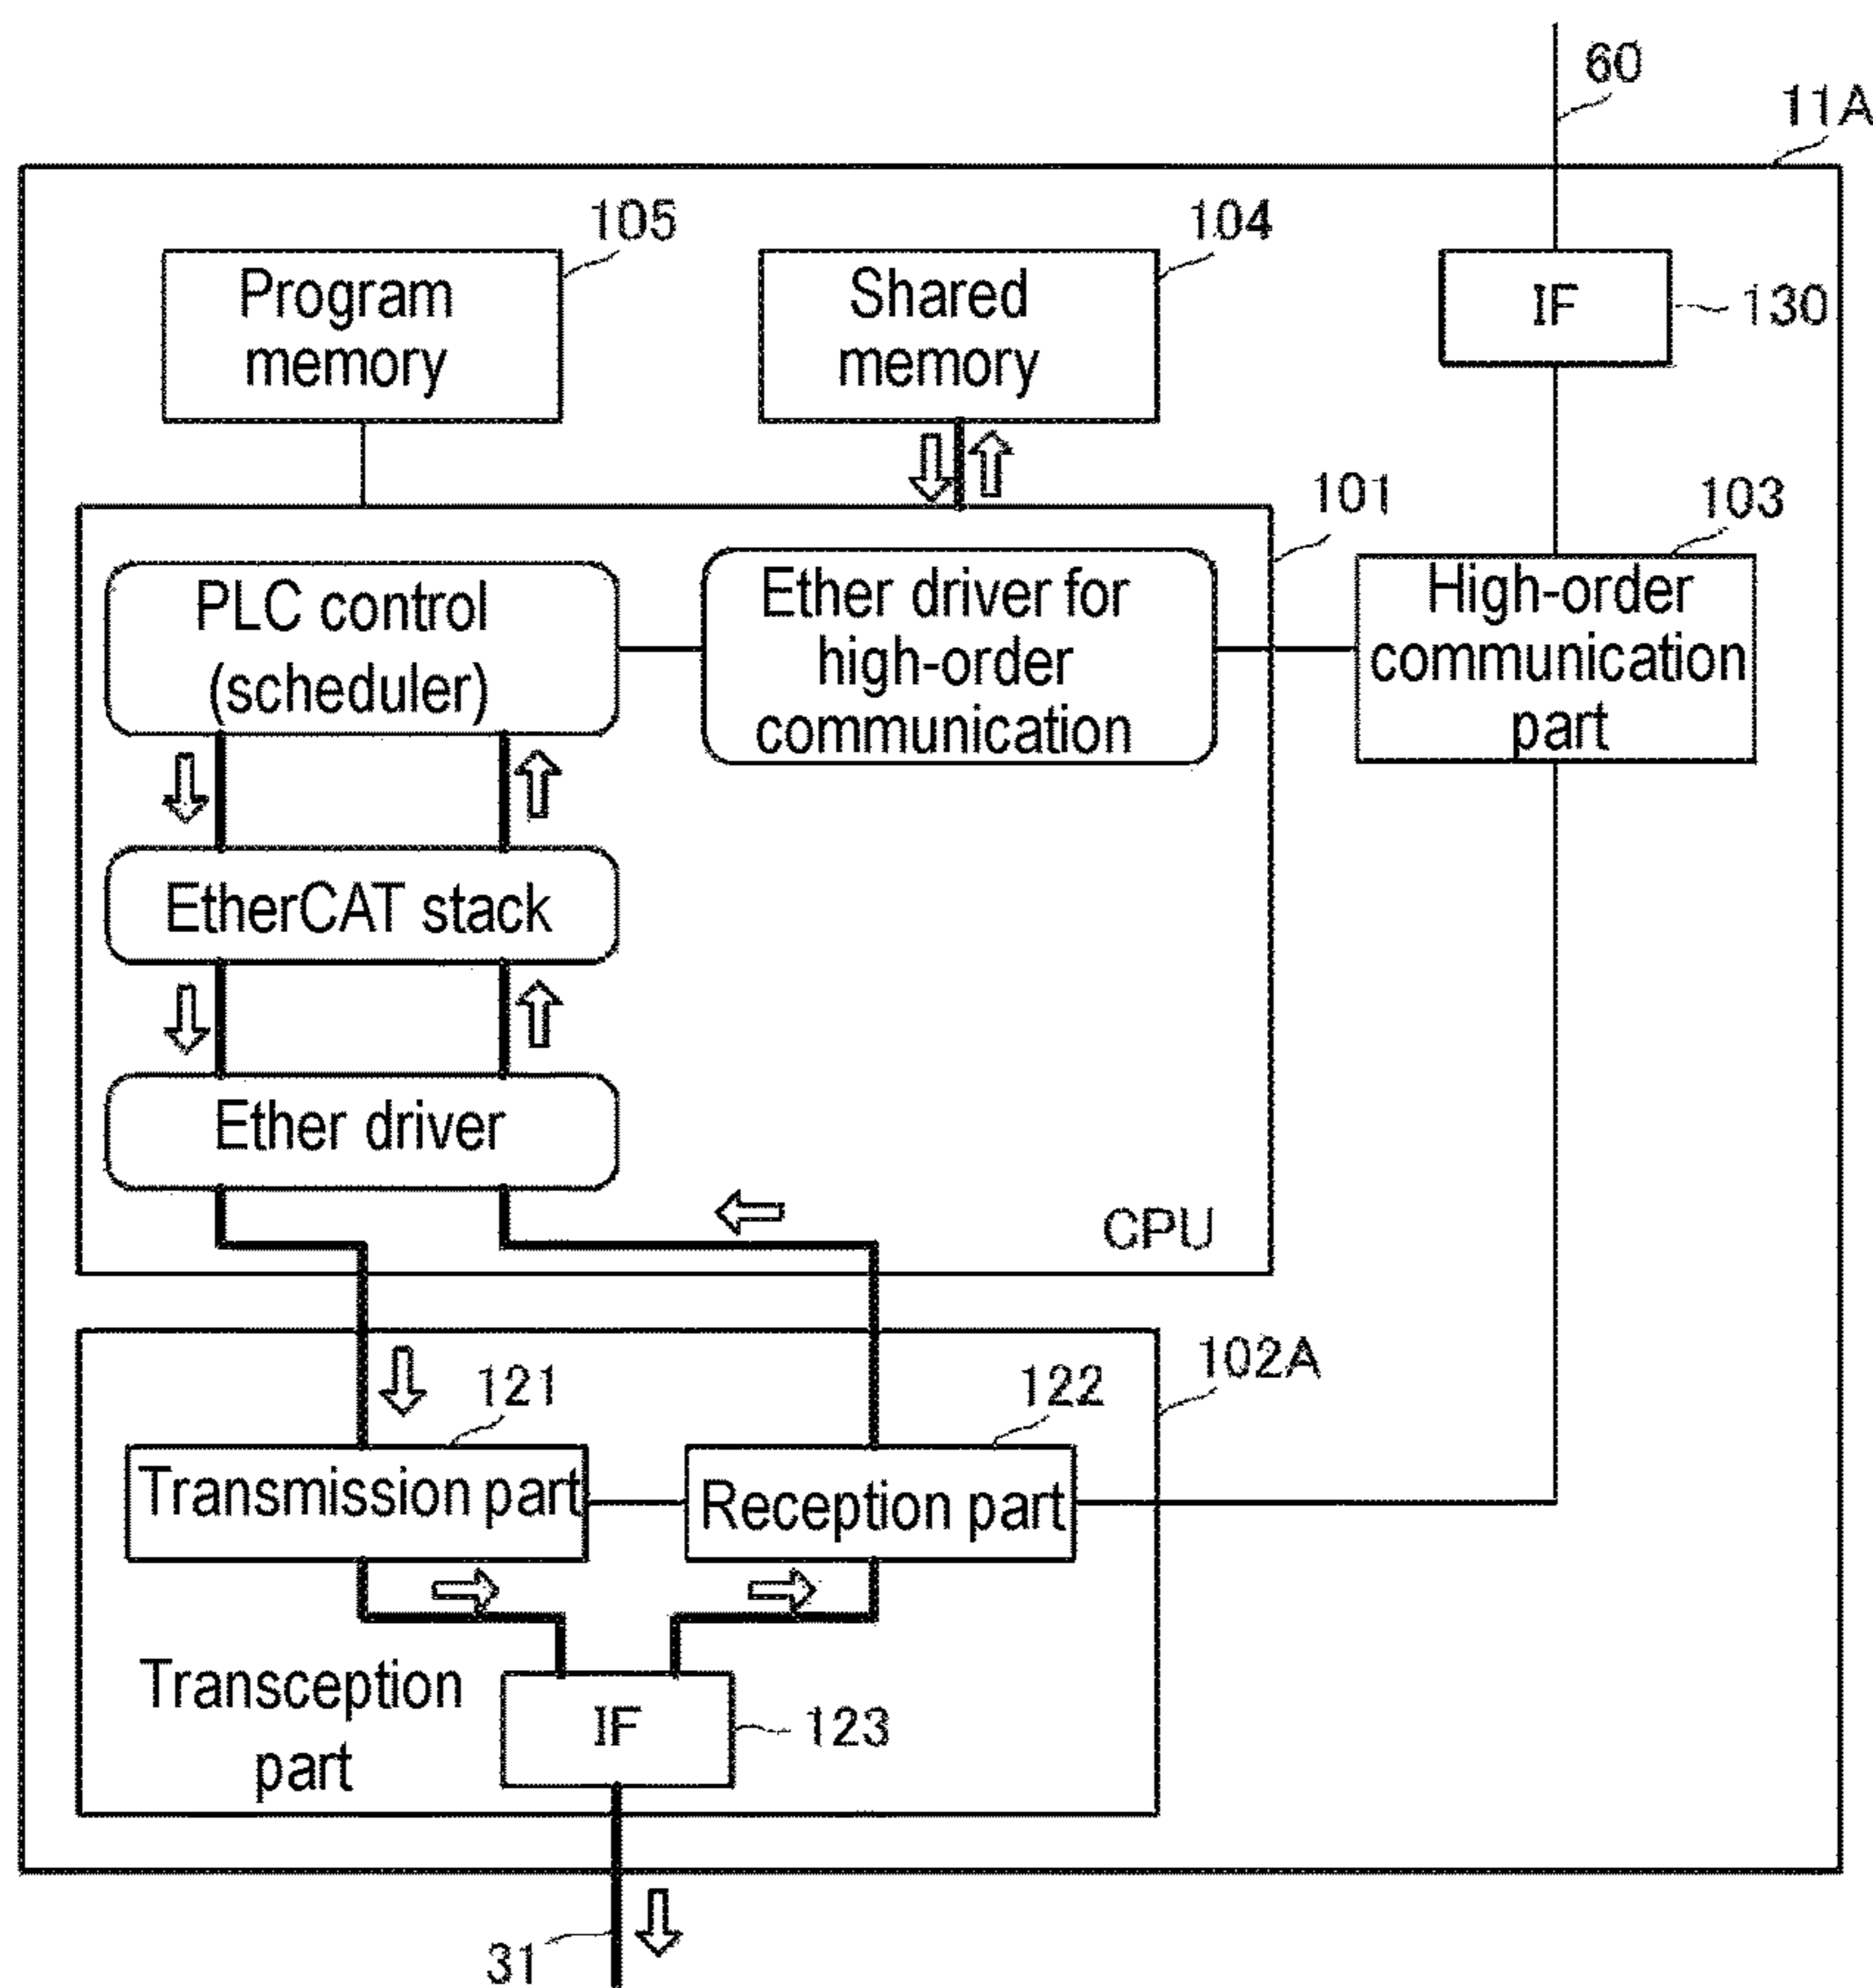 60
11A
105
104
Program
memory
Shared
memory
IF
130
101
103
PLC control
(scheduler)
Ether driver for
high-order
communication
High-order
communication
part
EtherCAT stack
Ether driver
CPU
102A
121
122
Transmission part
Reception part
Transception
part
IF
123
31